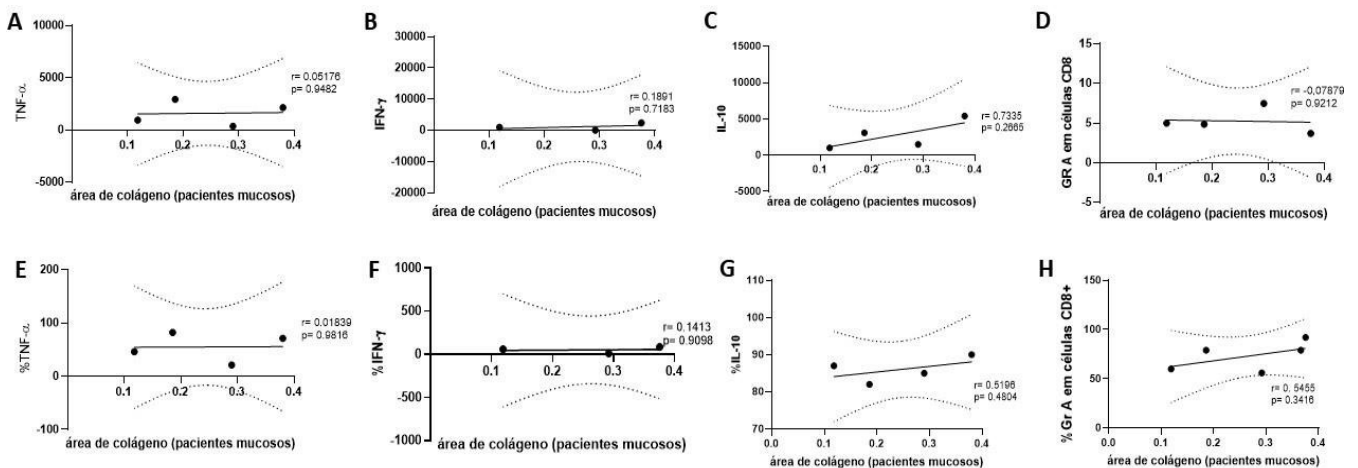 A
10000
5000
0
-5000
TNF-α
0.1 0.2 0.3 0.4
r= 0.05176
p= 0.9482
área de colágeno (pacientes mucosos)
B
30000
20000
10000
0
-10000
-20000
IFN-γ
0.1 0.2 0.3 0.4
r= 0.1891
p= 0.7183
área de colágeno (pacientes mucosos)
C
15000
10000
5000
0
-5000
IL-10
0.1 0.2 0.3 0.4
r= 0.7335
p= 0.2665
área de colágeno (pacientes mucosos)
D
15
10
5
0
-5
GR A em células CD8
0.1 0.2 0.3 0.4
r= -0,07879
p= 0.9212
área de colágeno (pacientes mucosos)
E
200
100
0
-100
%TNF-α
0.1 0.2 0.3 0.4
r= 0.01839
p= 0.9816
área de colágeno (pacientes mucosos)
F
1000
500
0
-500
-1000
%IFN-γ
0.1 0.2 0.3 0.4
r= 0.1413
p= 0.9098
área de colágeno (pacientes mucosos)
G
110
100
90
80
70
%IL-10
0.0 0.1 0.2 0.3 0.4
r= 0.5196
p= 0.4804
área de colágeno (pacientes mucosos)
H
150
100
50
0
%Gr A em células CD8+
0.0 0.1 0.2 0.3 0.4
r= 0. 5455
p= 0.3416
área de colágeno (pacientes mucosos)